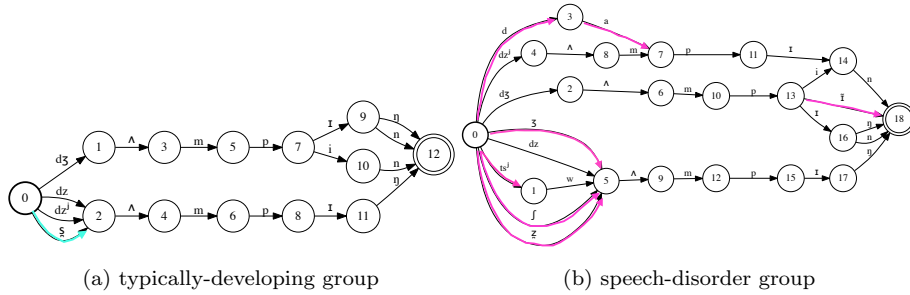 3
d
a
dzʲ
4
ʌ
8
m
7
p
11
ɪ
14
i
n
dʒ
2
ʌ
6
m
10
p
13
ɪ̃
18
ɪ
16
ŋ
n
ŋ
0
ʒ
dz
tsʲ
1
w
5
ʌ
9
m
12
p
15
ɪ
17
ʃ
z̪
1
ʌ
3
m
5
p
7
ɪ
9
ŋ
n
12
i
10
n
dʒ
0
dz
dzʲ
s̪
2
ʌ
4
m
6
p
8
ɪ
11
ŋ
(a) typically-developing group
(b) speech-disorder group